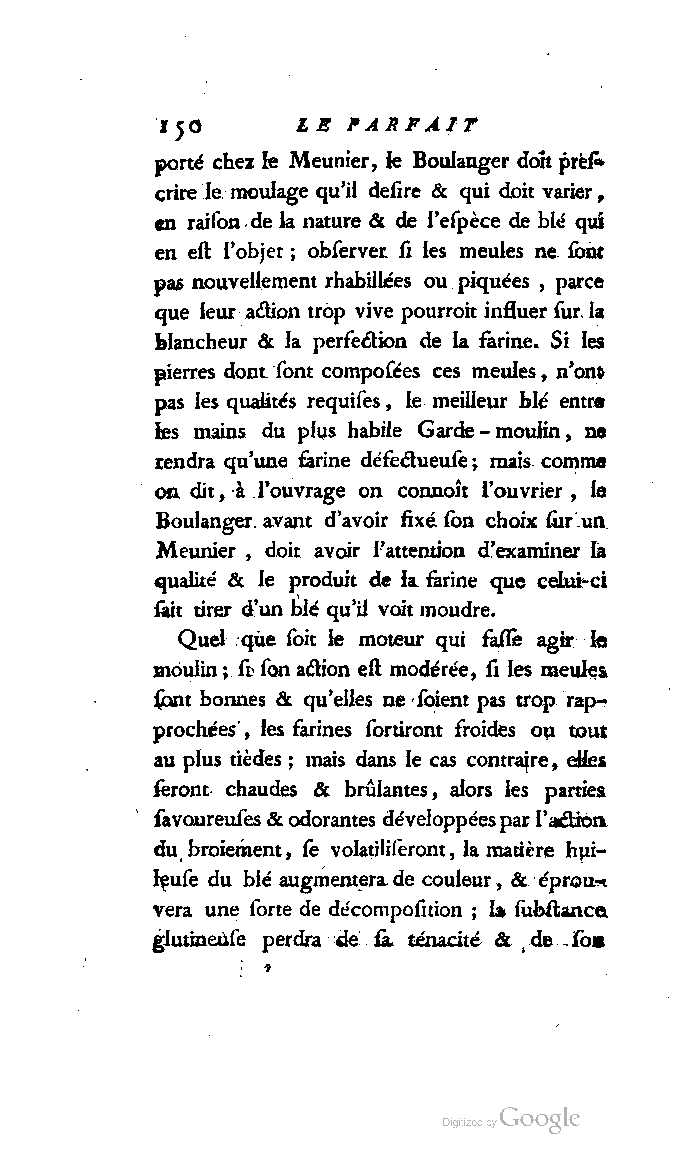 150 LE PARFAIT
porté chez le Meunier, le Boulanger doit preſ-
crire le moulage qu'il deſire & qui doit varier,
en raiſon de la nature & de l'eſpèce de blé qui
en eſt l'objet ; obſerver ſi les meules ne ſont
pas nouvellement rhabillées ou piquées , parce
que leur action trop vive pourroit influer ſur la
blancheur & la perfection de la farine. Si les
pierres dont ſont compoſées ces meules, n'ont
pas les qualités requiſes, le meilleur blé entre
les mains du plus habile Garde-moulin, ne
rendra qu'une farine défectueuſe; mais comme
on dit, à l'ouvrage on connoît l'ouvrier , le
Boulanger avant d'avoir fixé ſon choix ſur un
Meunier , doit avoir l'attention d'examiner la
qualité & le produit de la farine que celui-ci
fait tirer d'un blé qu'il voit moudre.
Quel que ſoit le moteur qui faſſe agir le
moulin ; ſi ſon action eſt modérée, ſi les meules
ſont bonnes & qu'elles ne ſoient pas trop rap-
prochées , les farines ſortiront froides ou tout
au plus tièdes ; mais dans le cas contraire, elles
ſeront chaudes & brûlantes, alors les parties
ſavoureuſes & odorantes développées par l'action
du broiement, ſe volatiliſeront, la matière hui-
leuſe du blé augmentera de couleur, & éprou-
vera une ſorte de décompoſition ; la ſubſtance
glutineuſe perdra de ſa ténacité & de ſon
Digitized by Google